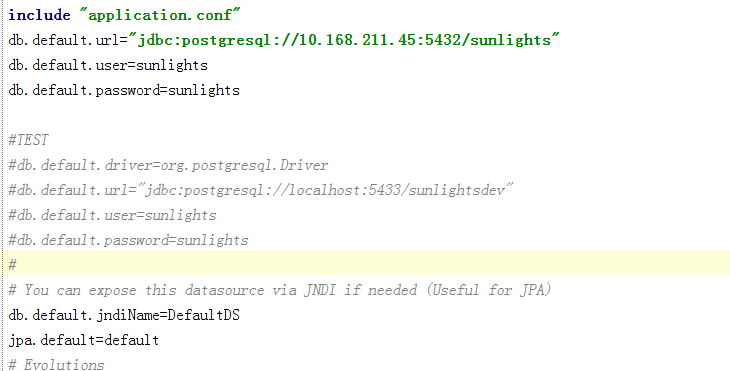 include "application.conf"
db.default.url="jdbc:postgresql://10.168.211.45:5432/sunlights"
db.default.user=sunlights
db.default.password=sunlights
#TEST
#db.default.driver=org.postgresql.Driver
#db.default.url="jdbc:postgresql://localhost:5433/sunlightsdev"
#db.default.user=sunlights
#db.default.password=sunlights
#
# You can expose this datasource via JNDI if needed (Useful for JPA)
db.default.jndiName=DefaultDS
jpa.default=default
# Evolutions